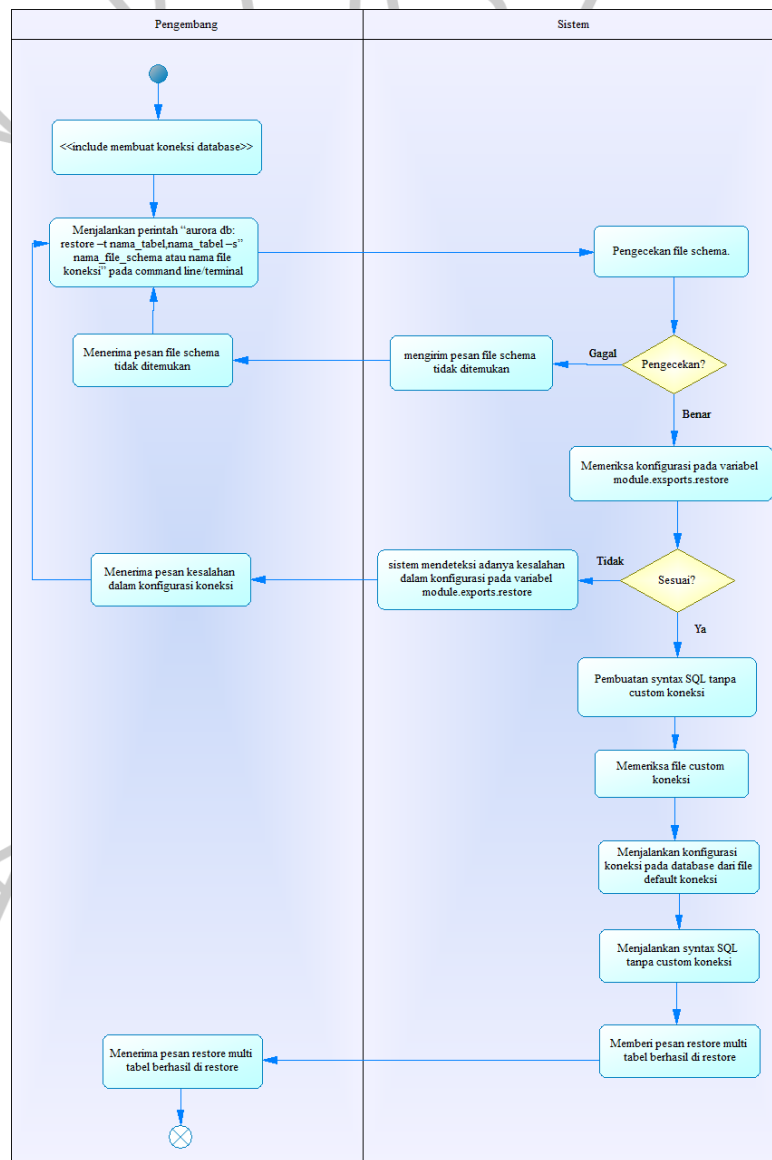 Pengembang
Sistem
<<include membuat koneksi database>>
Menjalankan perintah “aurora db:
restore –t nama_tabel,nama_tabel –s”
nama_file_schema atau nama file
koneksi” pada command line/terminal
Pengecekan file schema.
Menerima pesan file schema
tidak ditemukan
mengirim pesan file schema
tidak ditemukan
Gagal
Pengecekan?
Benar
Memeriksa konfigurasi pada variabel
module.exsports.restore
Menerima pesan kesalahan
dalam konfigurasi koneksi
sistem mendeteksi adanya kesalahan
dalam konfigurasi pada variabel
module.exports.restore
Tidak
Sesuai?
Ya
Pembuatan syntax SQL tanpa
custom koneksi
Memeriksa file custom
koneksi
Menjalankan konfigurasi
koneksi pada database dari file
default koneksi
Menjalankan syntax SQL
tanpa custom koneksi
Memberi pesan restore multi
tabel berhasil di restore
Menerima pesan restore multi
tabel berhasil di restore